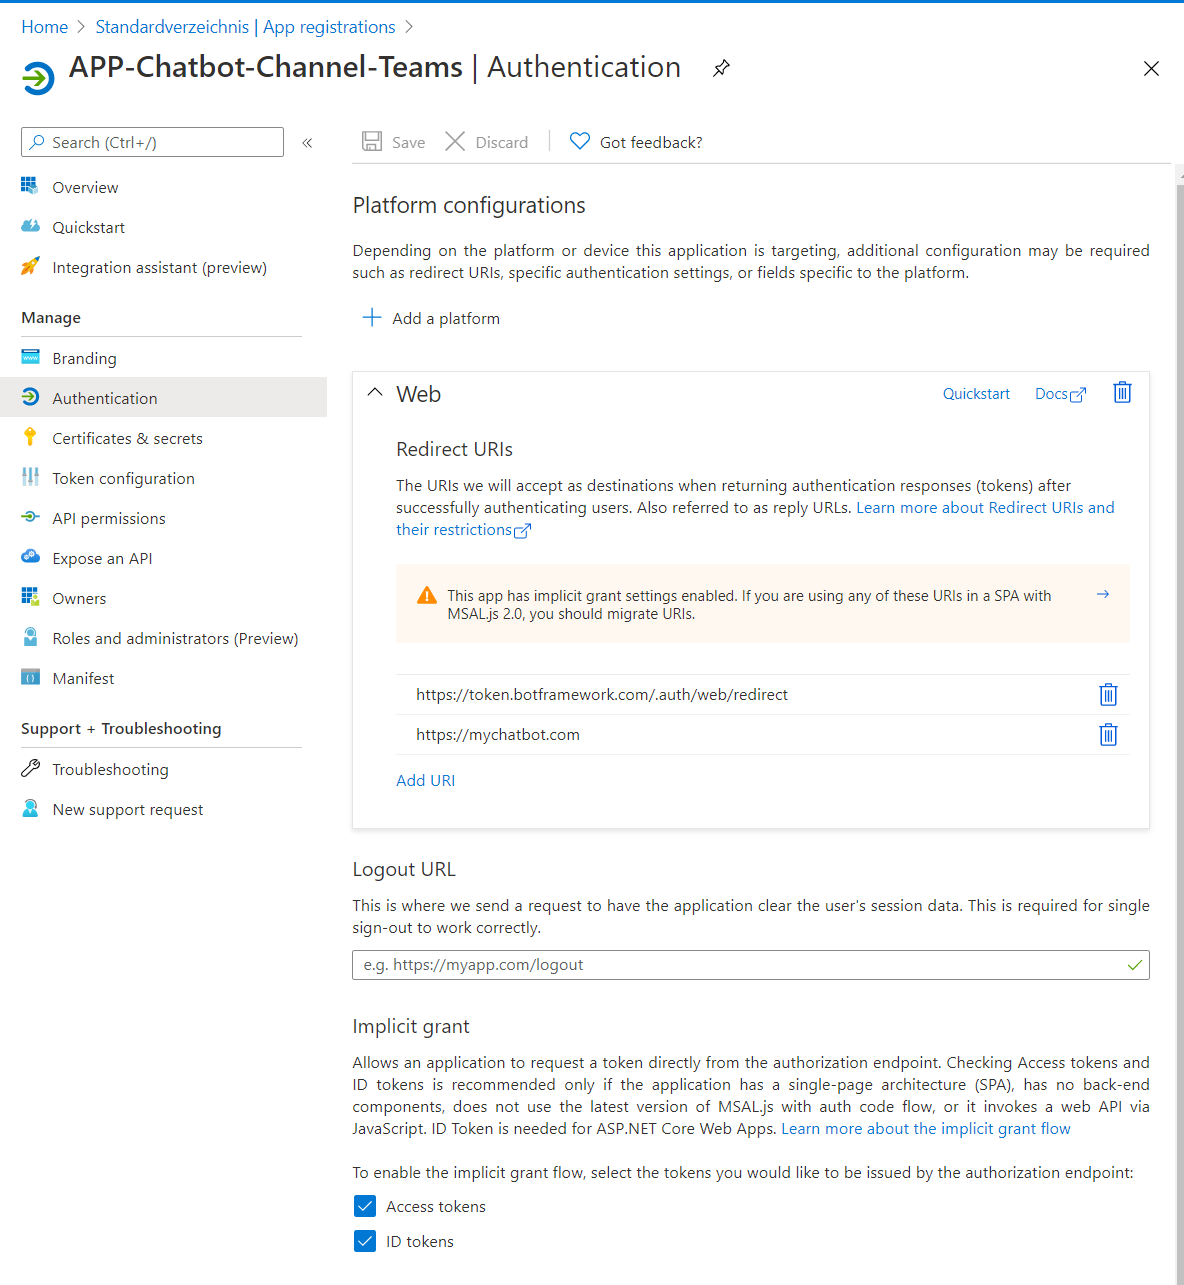 Home > Standardverzeichnis | App registrations >
APP-Chatbot-Channel-Teams | Authentication
Search (Ctrl+/)
«
Overview
Quickstart
Integration assistant (preview)
Manage
Branding
Authentication
Certificates & secrets
Token configuration
API permissions
Expose an API
Owners
Roles and administrators (Preview)
Manifest
Support + Troubleshooting
Troubleshooting
New support request
Save
Discard
Got feedback?
Platform configurations
Depending on the platform or device this application is targeting, additional configuration may be required
such as redirect URIs, specific authentication settings, or fields specific to the platform.
Add a platform
Web
Quickstart
Docs
Redirect URIs
The URIs we will accept as destinations when returning authentication responses (tokens) after
successfully authenticating users. Also referred to as reply URLs. Learn more about Redirect URIs and
their restrictions
This app has implicit grant settings enabled. If you are using any of these URIs in a SPA with
MSAL.js 2.0, you should migrate URIs.
https://token.botframework.com/.auth/web/redirect
https://mychatbot.com
Add URI
Logout URL
This is where we send a request to have the application clear the user's session data. This is required for single
sign-out to work correctly.
e.g. https://myapp.com/logout
Implicit grant
Allows an application to request a token directly from the authorization endpoint. Checking Access tokens and
ID tokens is recommended only if the application has a single-page architecture (SPA), has no back-end
components, does not use the latest version of MSAL.js with auth code flow, or it invokes a web API via
JavaScript. ID Token is needed for ASP.NET Core Web Apps. Learn more about the implicit grant flow
To enable the implicit grant flow, select the tokens you would like to be issued by the authorization endpoint:
Access tokens
ID tokens